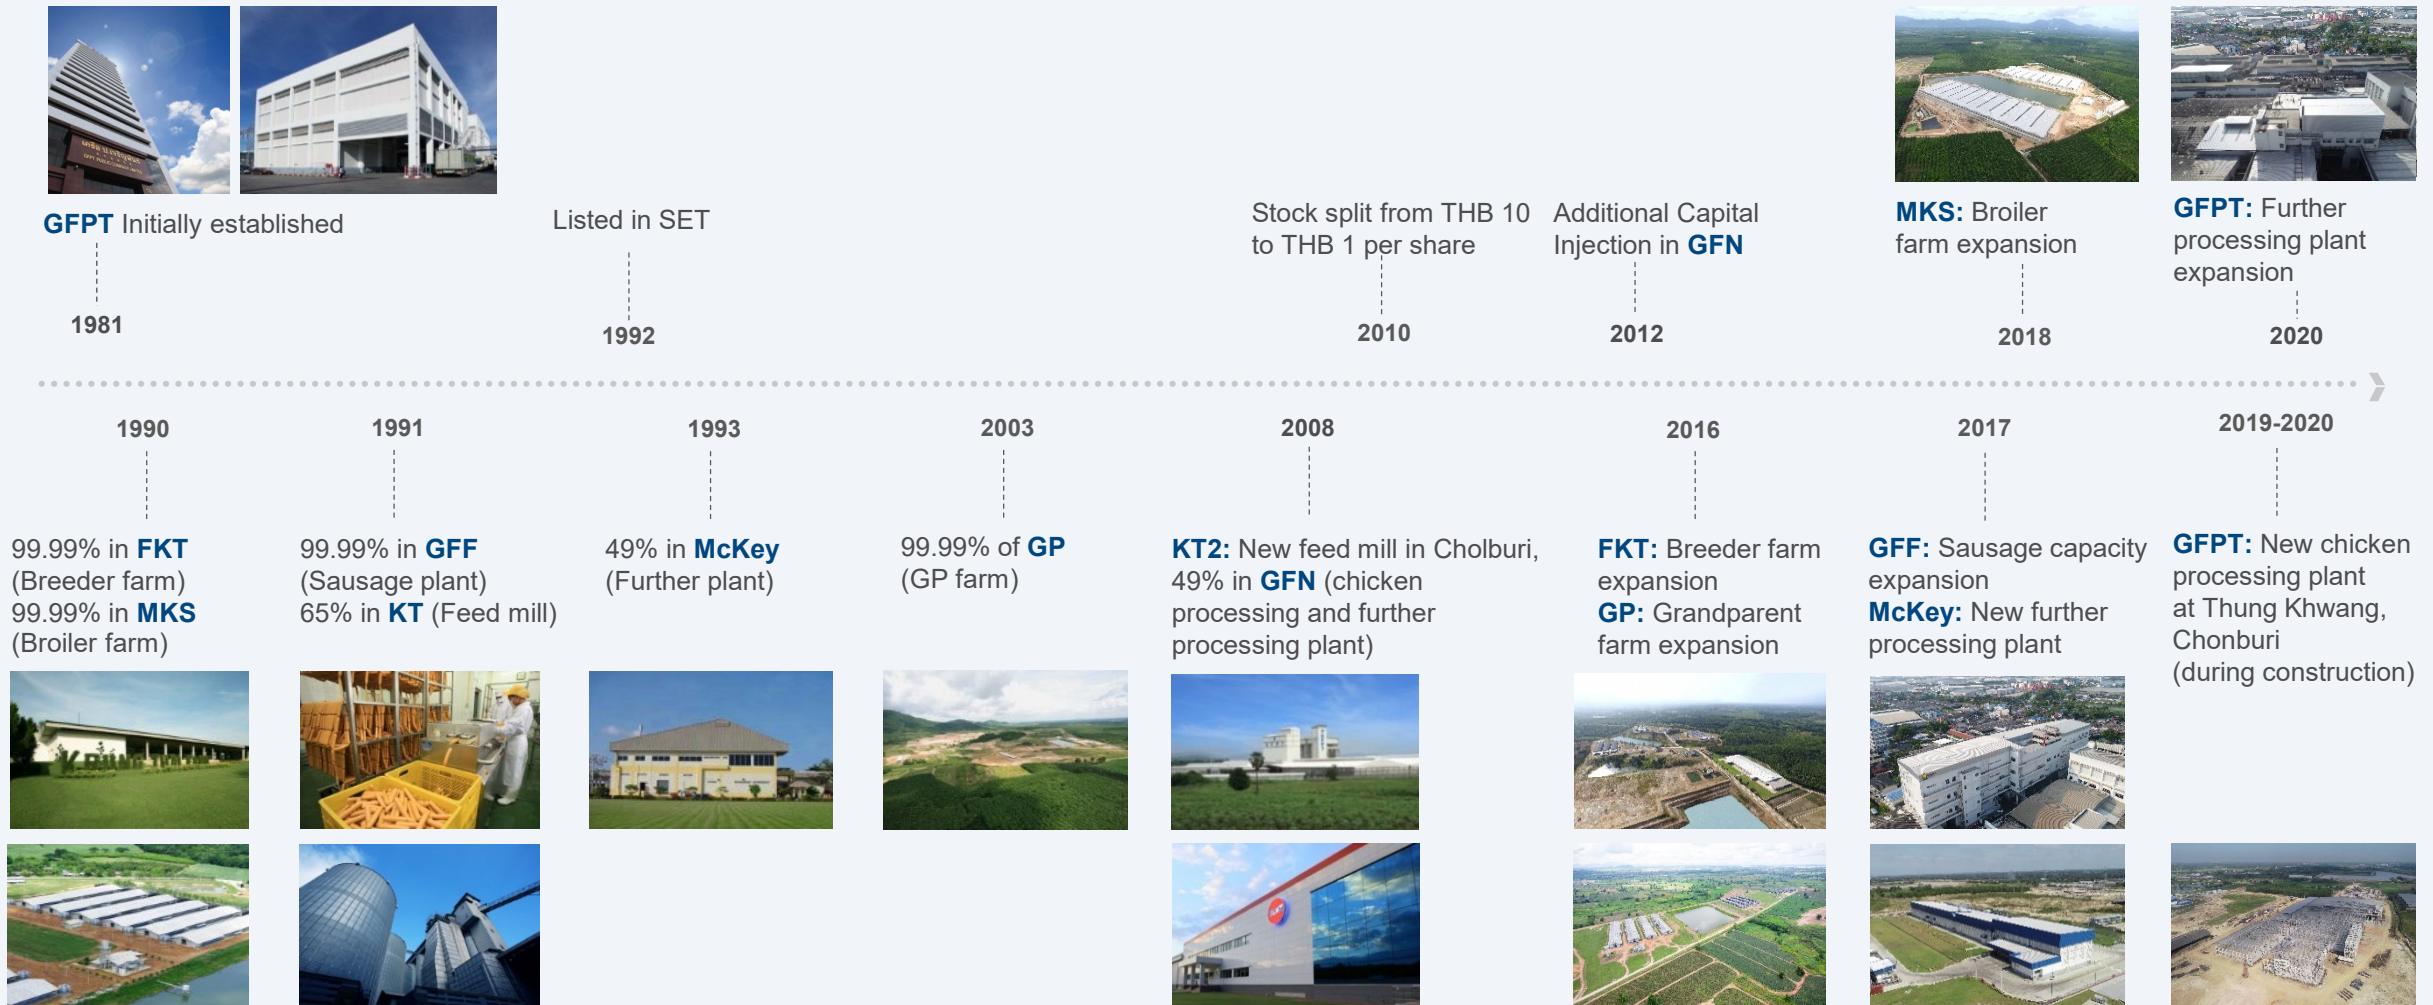 GFPT Initially established
1981
Listed in SET
1992
Stock split from THB 10
to THB 1 per share
2010
Additional Capital
Injection in GFN
2012
MKS: Broiler
farm expansion
2018
GFPT: Further
processing plant
expansion
2020
1990
99.99% in FKT
(Breeder farm)
99.99% in MKS
(Broiler farm)
1991
99.99% in GFF
(Sausage plant)
65% in KT (Feed mill)
1993
49% in McKey
(Further plant)
2003
99.99% of GP
(GP farm)
2008
KT2: New feed mill in Cholburi,
49% in GFN (chicken
processing and further
processing plant)
2016
FKT: Breeder farm
expansion
GP: Grandparent
farm expansion
2017
GFF: Sausage capacity
expansion
McKey: New further
processing plant
2019-2020
GFPT: New chicken
processing plant
at Thung Khwang,
Chonburi
(during construction)